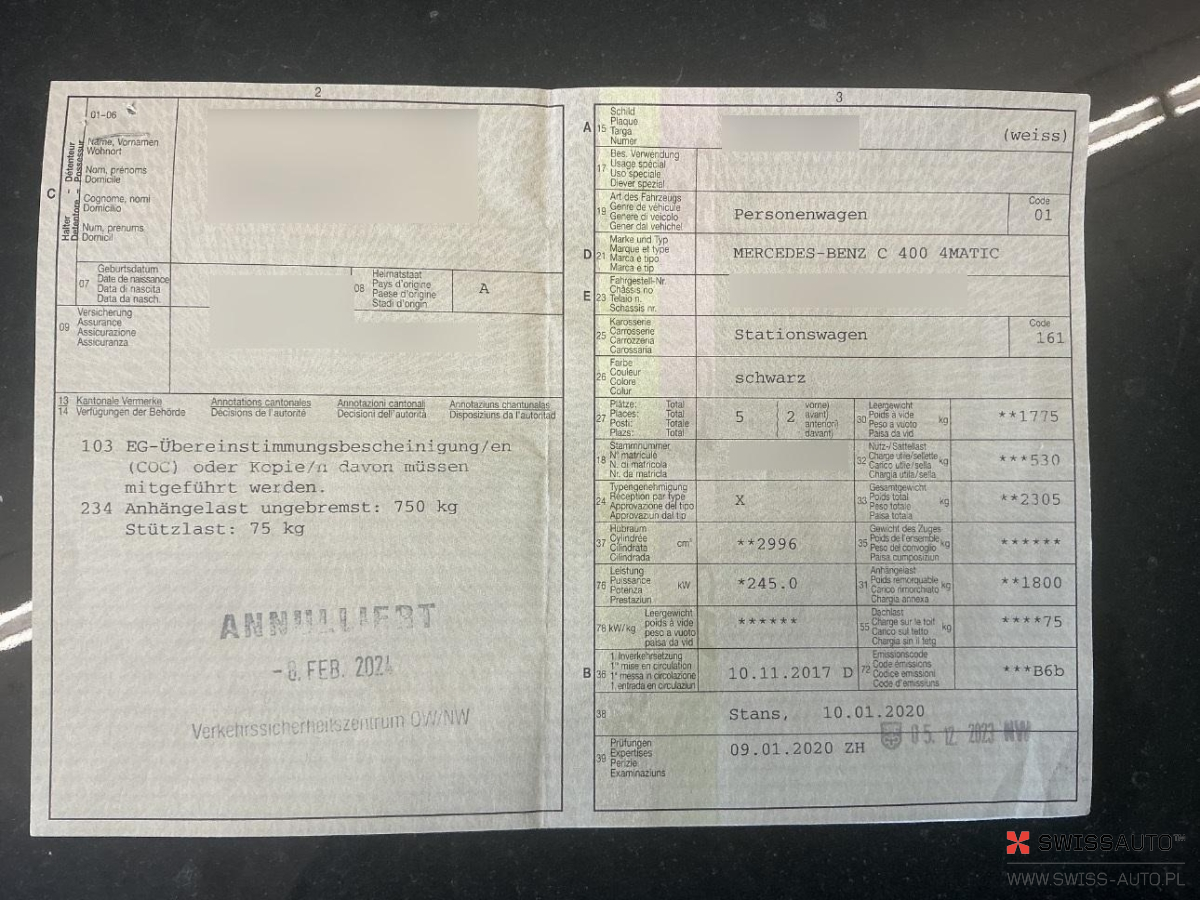 2
01-06
Name, Vornamen
Wohnort
Nom, prénoms
Domicile
Cognome, nomi
Domicilio
Num, prenums
Domicil
C
Halter - Détenteur
Detentore - Possessur
07
Geburtsdatum
Date de naissance
Data di nascita
Data da nasch.
08
Heimatstaat
Pays d'origine
Paese d'origine
Stadi d'origin
A
09
Versicherung
Assurance
Assicurazione
Assicuranza
13 Kantonale Vermerke Annotations cantonales Annotazioni cantonali Annotaziuns chantunalas
14 Verfügungen der Behörde Décisions de l'autorité Decisioni dell'autorità Disposiziuns da l'autoritad
103 EG-Übereinstimmungsbescheinigung/en
(COC) oder Kopie/n davon müssen
mitgeführt werden.
234 Anhängelast ungebremst: 750 kg
Stützlast: 75 kg
ANNULLIERT
-8. FEB. 2024
Verkehrssicherheitszentrum OW/NW
3
A 15
Schild
Plaque
Targa
Numer
(weiss)
17
Bes. Verwendung
Usage spécial
Uso speciale
Diever spezial
19
Art des Fahrzeugs
Genre de véhicule
Genere di veicolo
Gener dal vehichel
Personenwagen
Code
01
D 21
Marke und Typ
Marque et type
Marca e tipo
Marca e tip
MERCEDES-BENZ C 400 4MATIC
E 23
Fahrgestell-Nr.
Châssis no
Telaio n.
Schassis nr.
25
Karosserie
Carrosserie
Carrozzeria
Carossaria
Stationswagen
Code
161
26
Farbe
Couleur
Colore
Colur
schwarz
27
Plätze: Total
Places: Total
Posti: Totale
Plazs: Total
5 ( 2
vorne)
avant)
anteriori)
davant)
30
Leergewicht
Poids à vide
Peso a vuoto
Paisa da vid
kg
**1775
18
Stammnummer
N° matricule
N. di matricola
Nr. da matricla
32
Nutz-/Sattellast
Charge utile/sellette
Carico utile/sella
Chargia utila/sella
kg
***530
24
Typengenehmigung
Réception par type
Approvazione del tipo
Approvaziun dal tip
X
33
Gesamtgewicht
Poids total
Peso totale
Paisa totala
kg
**2305
37
Hubraum
Cylindrée
Cilindrata
Cilindrada
cm³
**2996
35
Gewicht des Zuges
Poids de l'ensemble
Peso del convoglio
Paisa cumposiziun
kg
******
76
Leistung
Puissance
Potenza
Prestaziun
kW
*245.0
31
Anhängelast
Poids remorquable
Carico rimorchiato
Chargia annexa
kg
**1800
78 kW/kg
Leergewicht
poids à vide
peso a vuoto
paisa da vid
******
55
Dachlast
Charge sur le toit
Carico sul tetto
Chargia sin il tetg
kg
****75
B 36
1. Inverkehrsetzung
1re mise en circulation
1a messa in circolazione
1. entrada en circulaziun
10.11.2017 D
72
Emissionscode
Code émissions
Codice emissioni
Code d'emissiuns
***B6b
38
Stans, 10.01.2020
39
Prüfungen
Expertises
Perizie
Examinaziuns
09.01.2020 ZH
05. 12. 2023 NW
SWISSAUTO™
WWW.SWISS-AUTO.PL